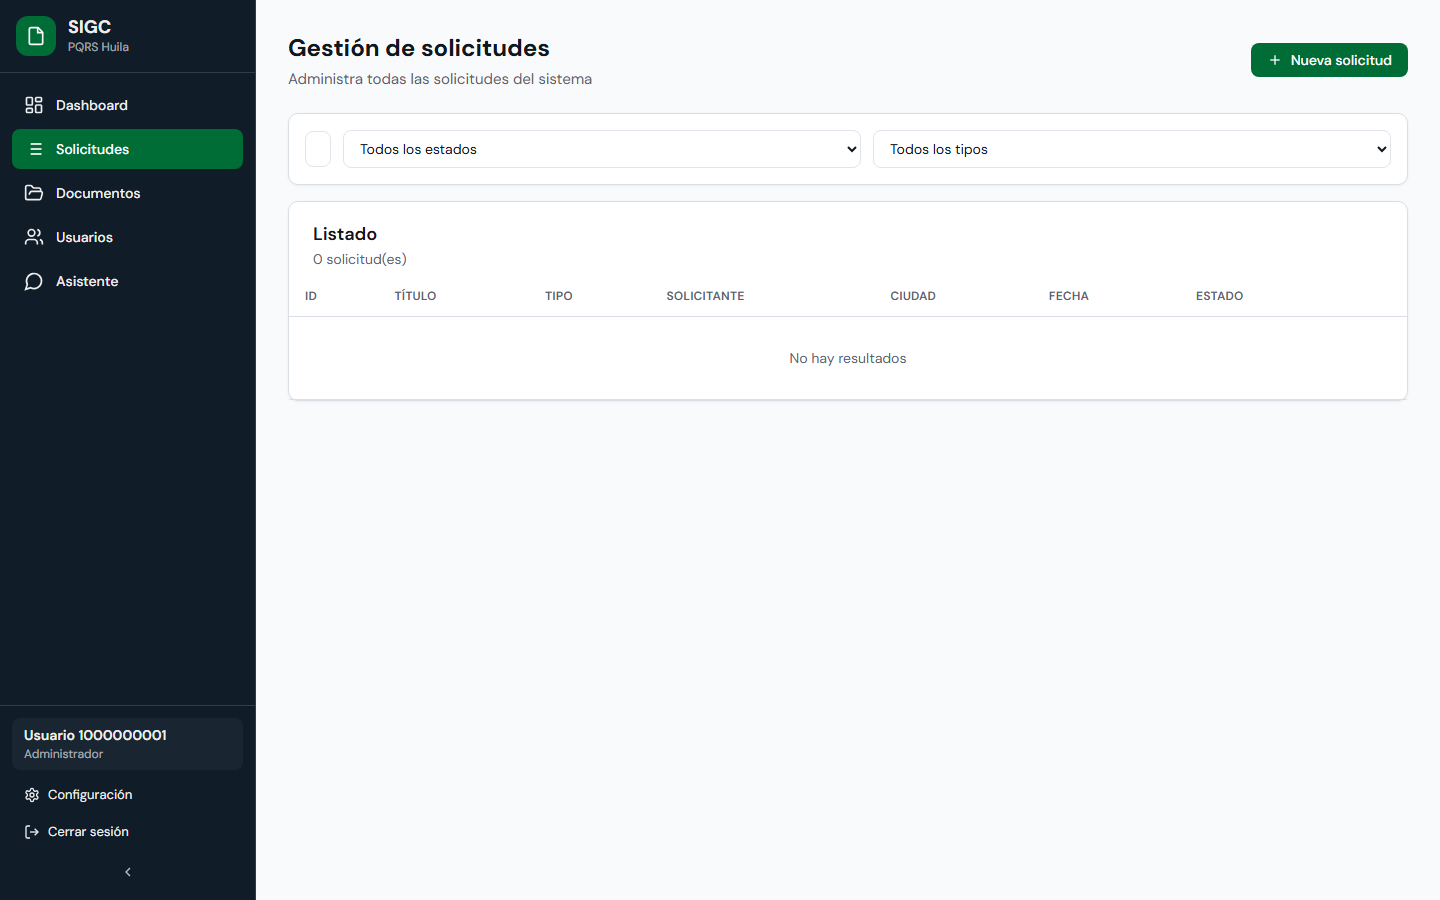 SIGC
PQRS Huila
Dashboard
Solicitudes
Documentos
Usuarios
Asistente
Usuario 1000000001
Administrador
Configuración
Cerrar sesión
Gestión de solicitudes
Administra todas las solicitudes del sistema
Nueva solicitud
Todos los estados
Todos los tipos
Listado
0 solicitud(es)
ID TÍTULO TIPO SOLICITANTE CIUDAD FECHA ESTADO
No hay resultados